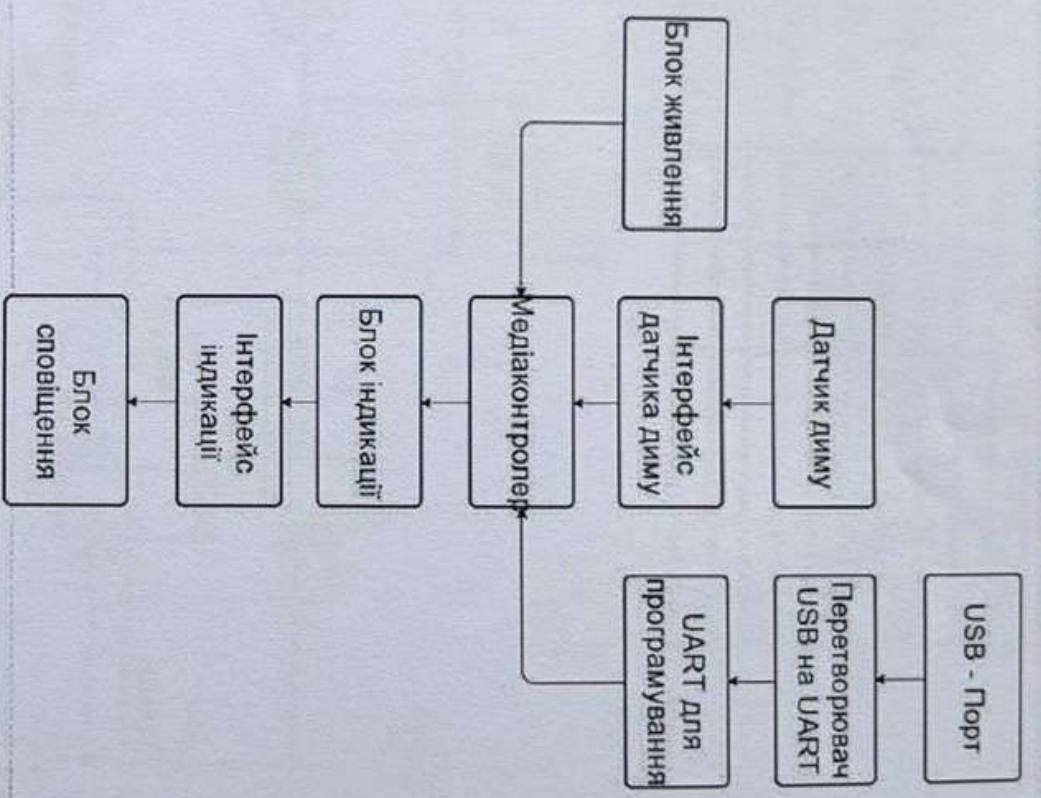 USB - Порт
Датчик диму
Перетворювач
USB на UART
Блок живлення
Інтерфейс
датчика диму
UART для
програмування
Медіаконтролер
Блок індикації
Інтерфейс
індикації
Блок
сповіщення